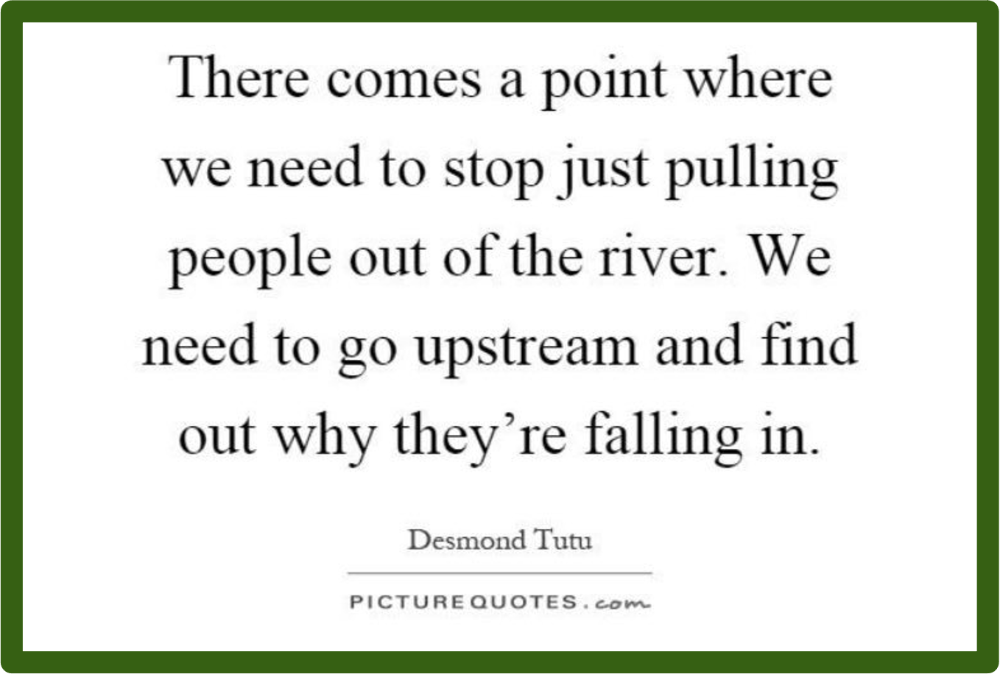 There comes a point where
we need to stop just pulling
people out of the river. We
need to go upstream and find
out why they’re falling in.
Desmond Tutu
PICTUREQUOTES.com